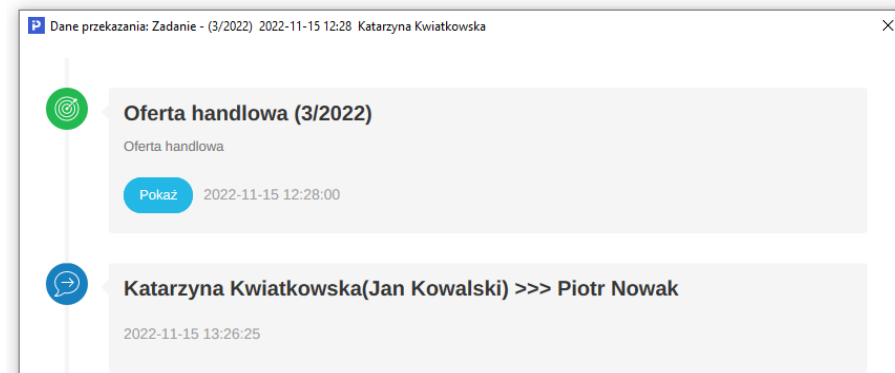 Dane przekazania: Zadanie - (3/2022) 2022-11-15 12:28 Katarzyna Kwiatkowska
Oferta handlowa (3/2022)
Oferta handlowa
Pokaż 2022-11-15 12:28:00
Katarzyna Kwiatkowska(Jan Kowalski) >>> Piotr Nowak
2022-11-15 13:26:25